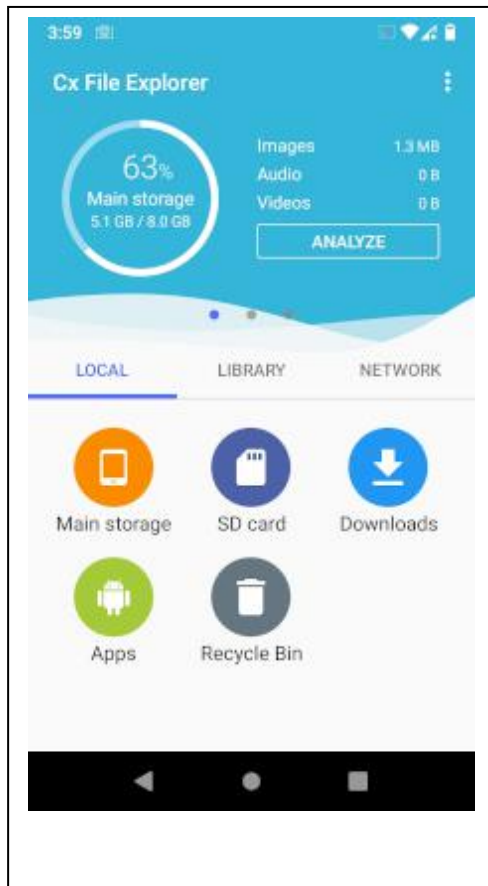 3:59
Cx File Explorer
63%
Main storage
5.1 GB / 8.0 GB
Images 1.3 MB
Audio 0 B
Videos 0 B
ANALYZE
LOCAL LIBRARY NETWORK
Main storage SD card Downloads
Apps Recycle Bin